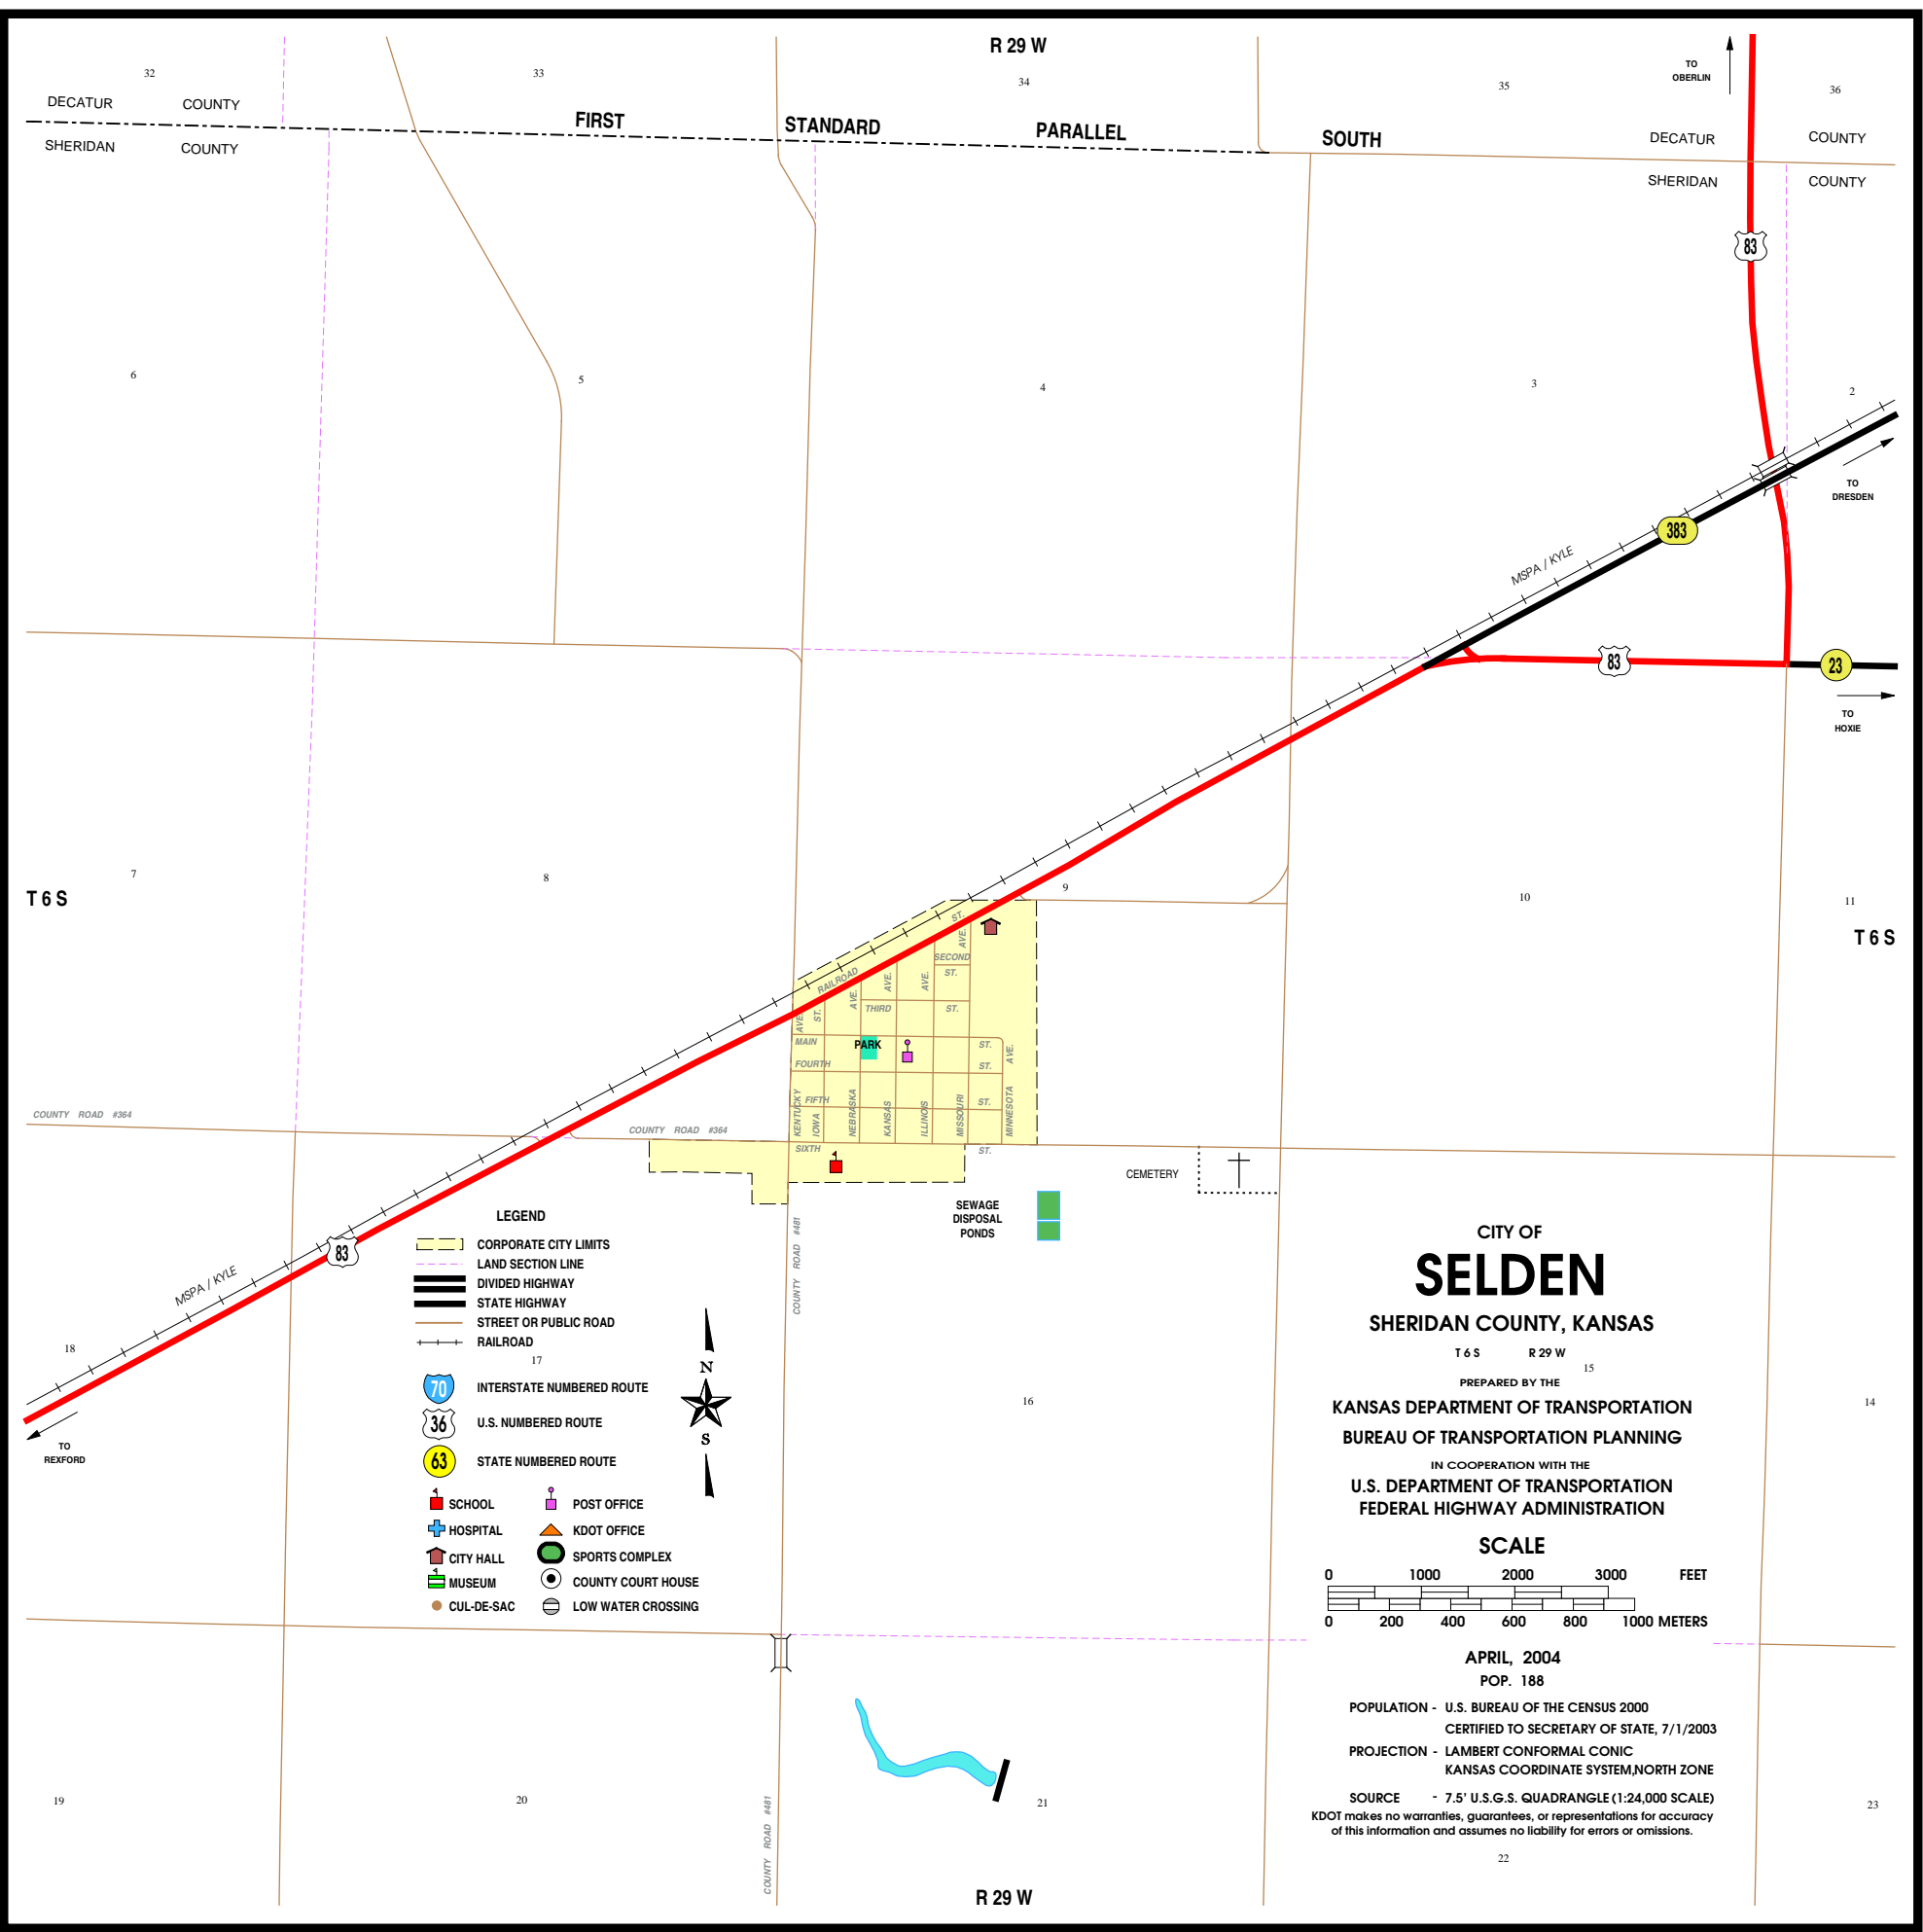 R 29 W
32
33
34
35
36
TO
OBERLIN
DECATUR COUNTY
FIRST STANDARD PARALLEL SOUTH
DECATUR COUNTY
SHERIDAN COUNTY
SHERIDAN COUNTY
83
6
5
4
3
2
TO
DRESDEN
383
MSPA / KYLE
83
23
TO
HOXIE
7
8
9
10
11
T 6 S
T 6 S
ST.
AVE.
SECOND
ST.
RAILROAD
AVE.
AVE.
AVE.
THIRD
ST.
AVE.
ST.
MAIN
PARK
ST.
AVE.
FOURTH
ST.
FIFTH
ST.
KENTUCKY
IOWA
NEBRASKA
KANSAS
ILLINOIS
MISSOURI
MINNESOTA
COUNTY ROAD #364
COUNTY ROAD #364
SIXTH
ST.
CEMETERY
SEWAGE
DISPOSAL
PONDS
COUNTY ROAD #481
83
MSPA / KYLE
18
17
16
15
14
TO
REXFORD
LEGEND
CORPORATE CITY LIMITS
LAND SECTION LINE
DIVIDED HIGHWAY
STATE HIGHWAY
STREET OR PUBLIC ROAD
RAILROAD
70 INTERSTATE NUMBERED ROUTE
36 U.S. NUMBERED ROUTE
63 STATE NUMBERED ROUTE
SCHOOL
POST OFFICE
HOSPITAL
KDOT OFFICE
CITY HALL
SPORTS COMPLEX
MUSEUM
COUNTY COURT HOUSE
CUL-DE-SAC
LOW WATER CROSSING
N
S
CITY OF
SELDEN
SHERIDAN COUNTY, KANSAS
T 6 S R 29 W
PREPARED BY THE
KANSAS DEPARTMENT OF TRANSPORTATION
BUREAU OF TRANSPORTATION PLANNING
IN COOPERATION WITH THE
U.S. DEPARTMENT OF TRANSPORTATION
FEDERAL HIGHWAY ADMINISTRATION
SCALE
0 1000 2000 3000 FEET
0 200 400 600 800 1000 METERS
APRIL, 2004
POP. 188
POPULATION - U.S. BUREAU OF THE CENSUS 2000
CERTIFIED TO SECRETARY OF STATE, 7/1/2003
PROJECTION - LAMBERT CONFORMAL CONIC
KANSAS COORDINATE SYSTEM,NORTH ZONE
SOURCE - 7.5' U.S.G.S. QUADRANGLE (1:24,000 SCALE)
KDOT makes no warranties, guarantees, or representations for accuracy
of this information and assumes no liability for errors or omissions.
19
20
21
22
23
COUNTY ROAD #481
R 29 W